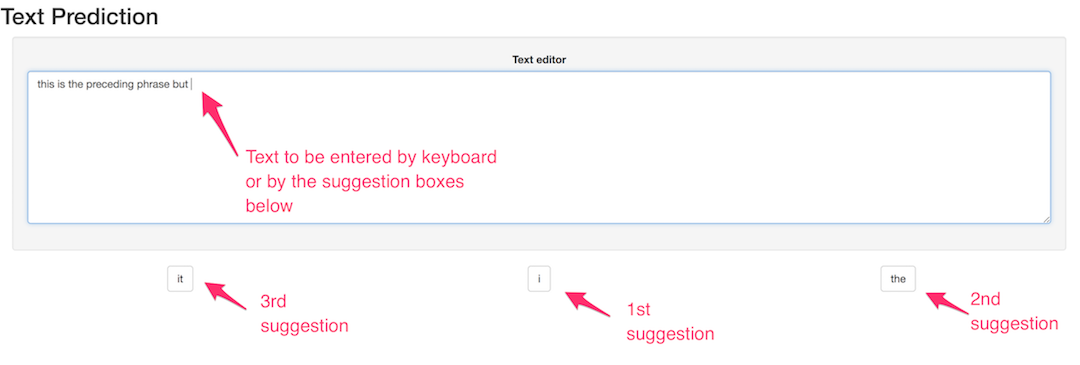 Text Prediction
Text editor
this is the preceding phrase but
Text to be entered by keyboard
or by the suggestion boxes
below
it
i
the
3rd
suggestion
1st
suggestion
2nd
suggestion